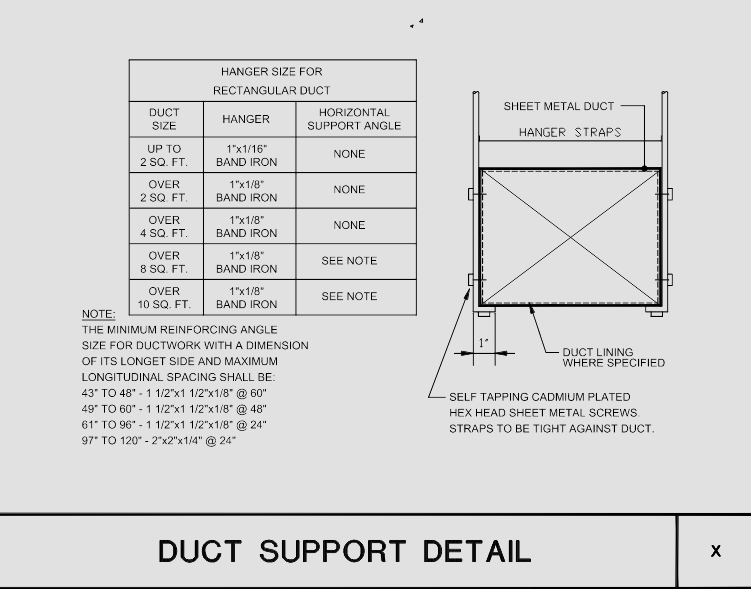 HANGER SIZE FOR
RECTANGULAR DUCT
DUCT SIZE HANGER HORIZONTAL SUPPORT ANGLE
UP TO 2 SQ. FT. 1"x1/16" BAND IRON NONE
OVER 2 SQ. FT. 1"x1/8" BAND IRON NONE
OVER 4 SQ. FT. 1"x1/8" BAND IRON NONE
OVER 8 SQ. FT. 1"x1/8" BAND IRON SEE NOTE
OVER 10 SQ. FT. 1"x1/8" BAND IRON SEE NOTE
NOTE:
THE MINIMUM REINFORCING ANGLE
SIZE FOR DUCTWORK WITH A DIMENSION
OF ITS LONGET SIDE AND MAXIMUM
LONGITUDINAL SPACING SHALL BE:
43" TO 48" - 1 1/2"x1 1/2"x1/8" @ 60"
49" TO 60" - 1 1/2"x1 1/2"x1/8" @ 48"
61" TO 96" - 1 1/2"x1 1/2"x1/8" @ 24"
97" TO 120" - 2"x2"x1/4" @ 24"
SHEET METAL DUCT
HANGER STRAPS
1"
DUCT LINING
WHERE SPECIFIED
SELF TAPPING CADMIUM PLATED
HEX HEAD SHEET METAL SCREWS.
STRAPS TO BE TIGHT AGAINST DUCT.
DUCT SUPPORT DETAIL
X